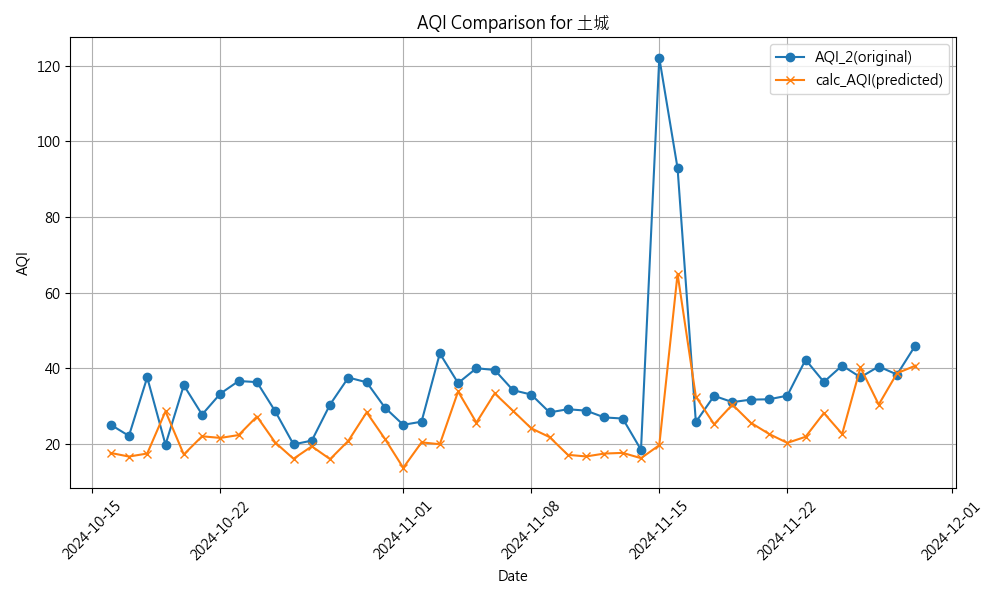 AQI Comparison for 土城
AQI_2(original)
calc_AQI(predicted)
AQI
120
100
80
60
40
20
2024-10-15
2024-10-22
2024-11-01
2024-11-08
2024-11-15
2024-11-22
2024-12-01
Date